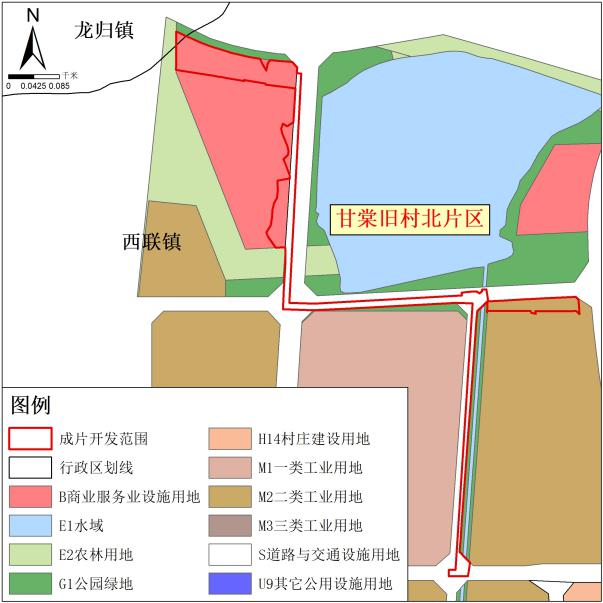 N
龙归镇
千米
0 0.0425 0.085
甘棠旧村北片区
西联镇
图例
成片开发范围
行政区划线
B商业服务业设施用地
E1水域
E2农林用地
G1公园绿地
H14村庄建设用地
M1一类工业用地
M2二类工业用地
M3三类工业用地
S道路与交通设施用地
U9其它公用设施用地